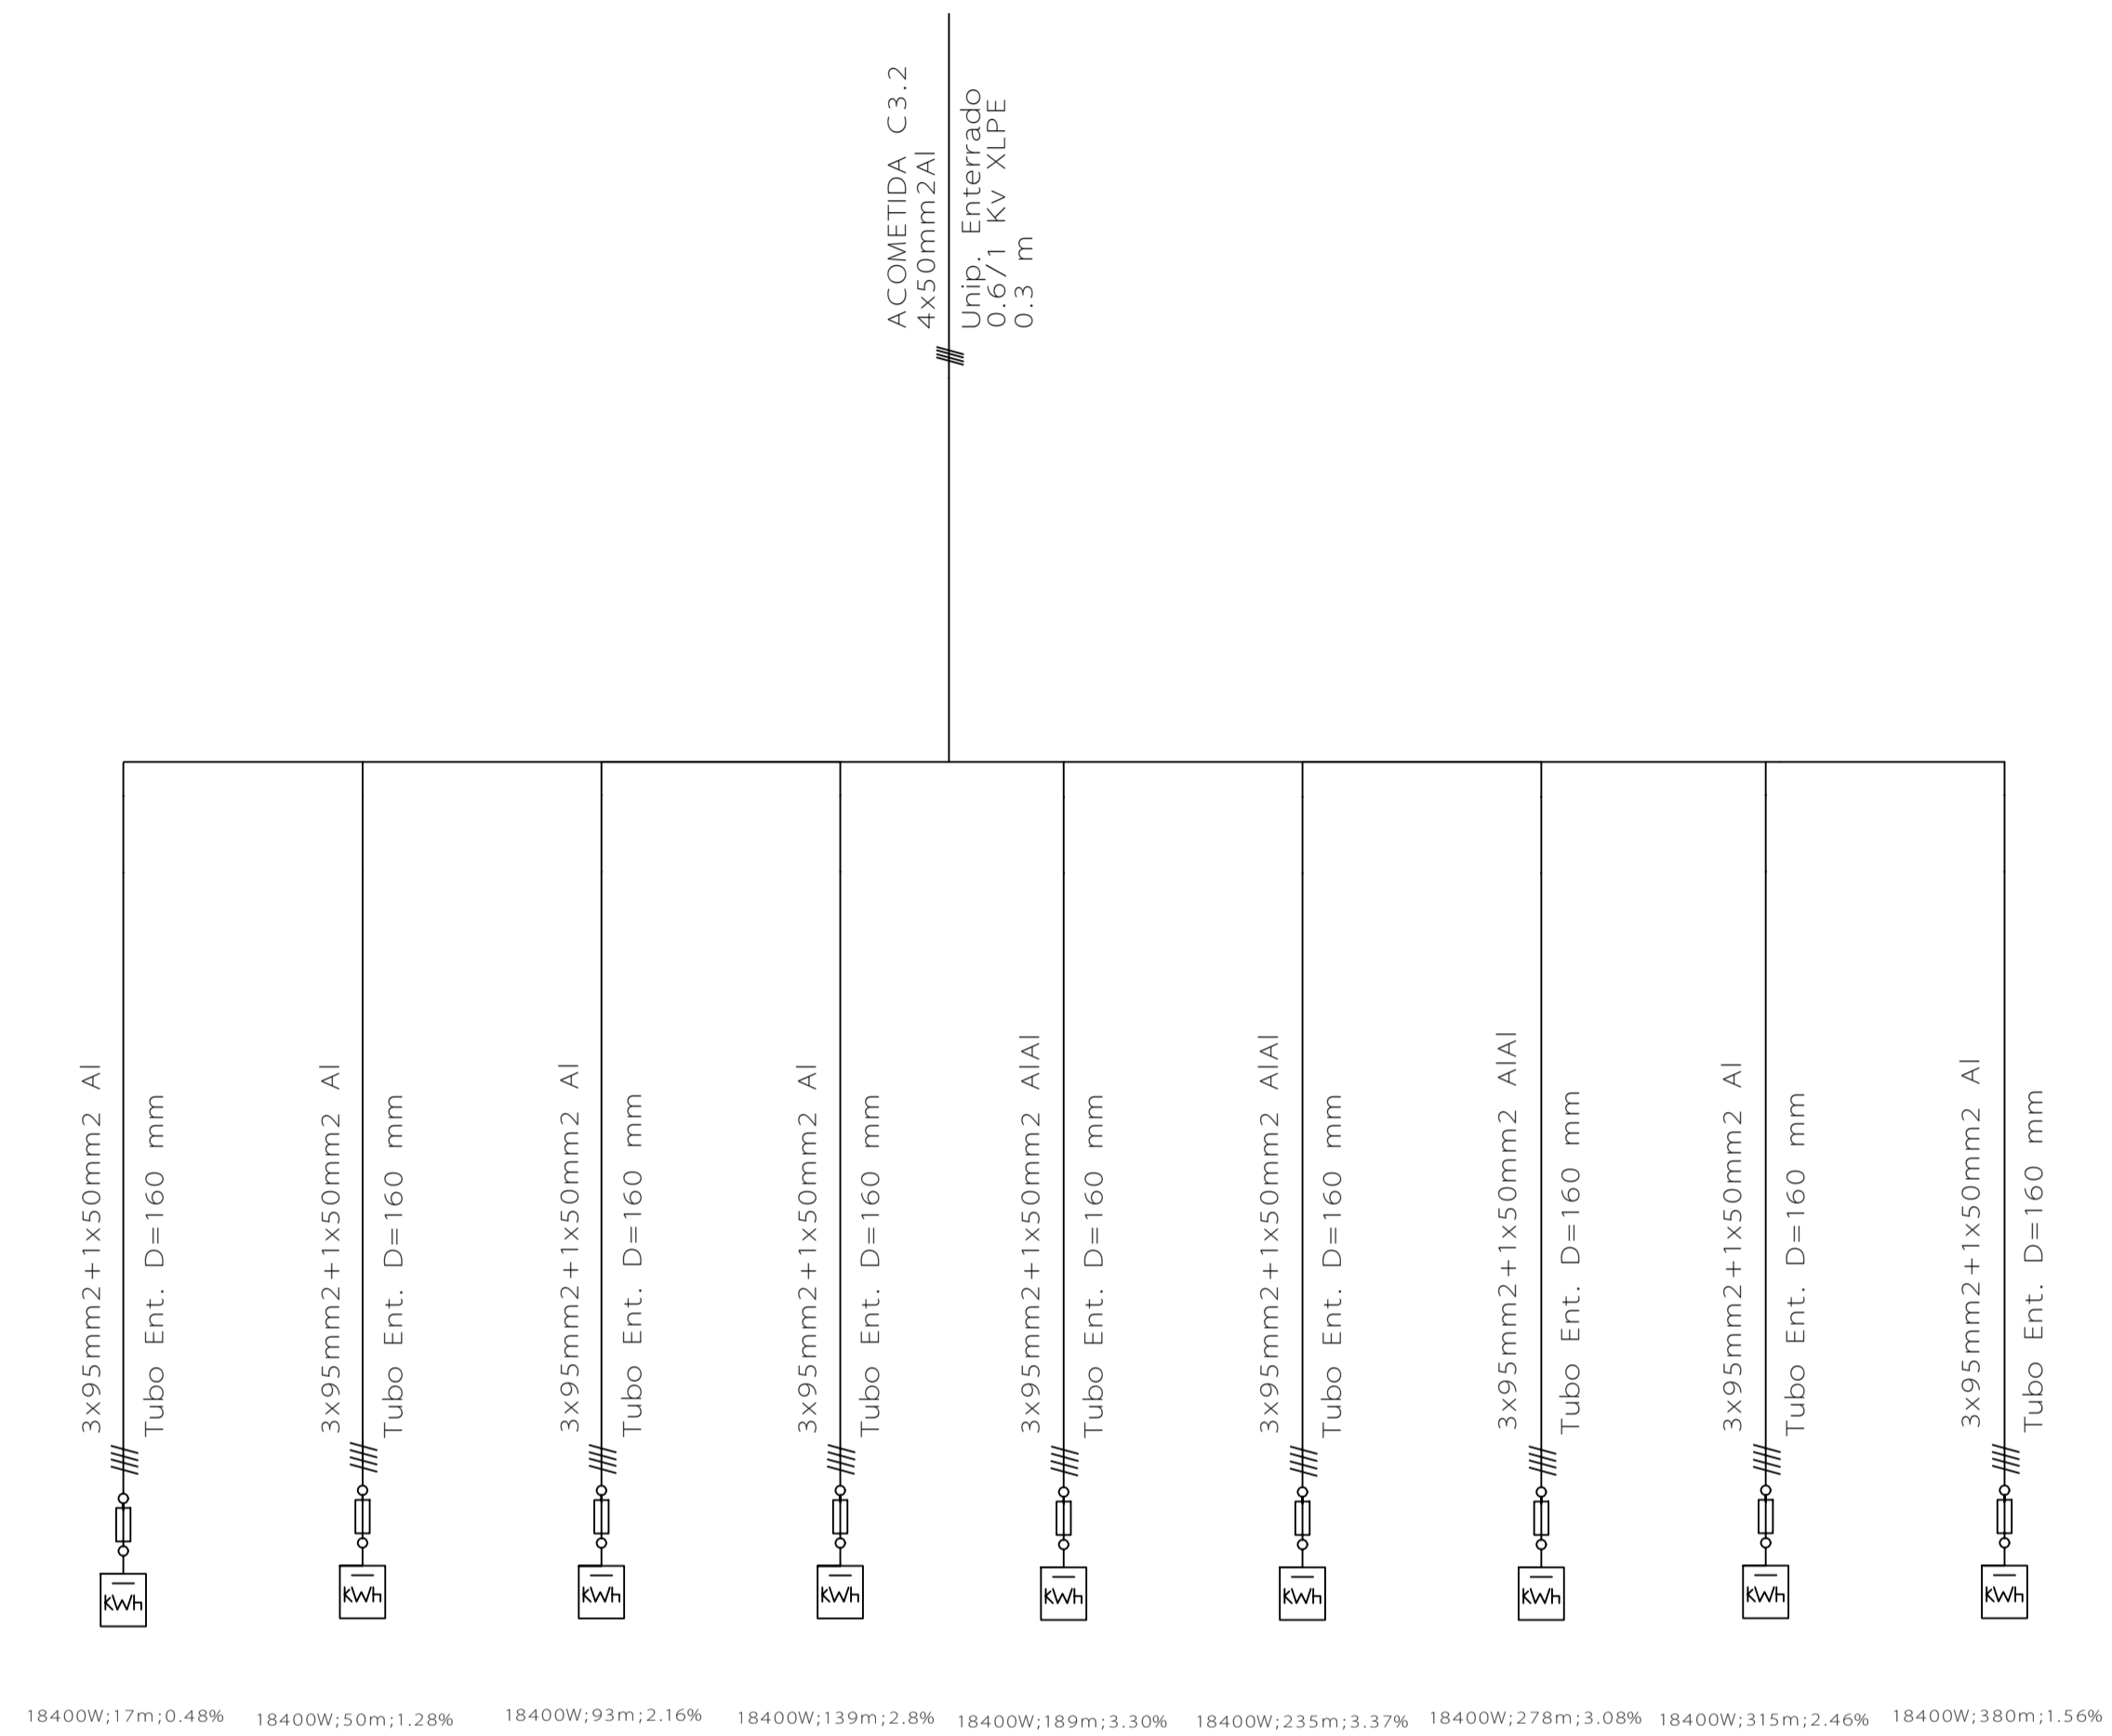 ACOMETIDA C3.2
4x50mm2Al
Unip. Enterrado
0.6/1 Kv XLPE
0.3 m
3x95mm2+1x50mm2 Al
Tubo Ent. D=160 mm
3x95mm2+1x50mm2 Al
Tubo Ent. D=160 mm
3x95mm2+1x50mm2 Al
Tubo Ent. D=160 mm
3x95mm2+1x50mm2 Al
Tubo Ent. D=160 mm
3x95mm2+1x50mm2 AlAl
Tubo Ent. D=160 mm
3x95mm2+1x50mm2 AlAl
Tubo Ent. D=160 mm
3x95mm2+1x50mm2 AlAl
Tubo Ent. D=160 mm
3x95mm2+1x50mm2 Al
Tubo Ent. D=160 mm
3x95mm2+1x50mm2 Al
Tubo Ent. D=160 mm
kWh
kWh
kWh
kWh
kWh
kWh
kWh
kWh
kWh
18400W;17m;0.48%
18400W;50m;1.28%
18400W;93m;2.16%
18400W;139m;2.8%
18400W;189m;3.30%
18400W;235m;3.37%
18400W;278m;3.08%
18400W;315m;2.46%
18400W;380m;1.56%